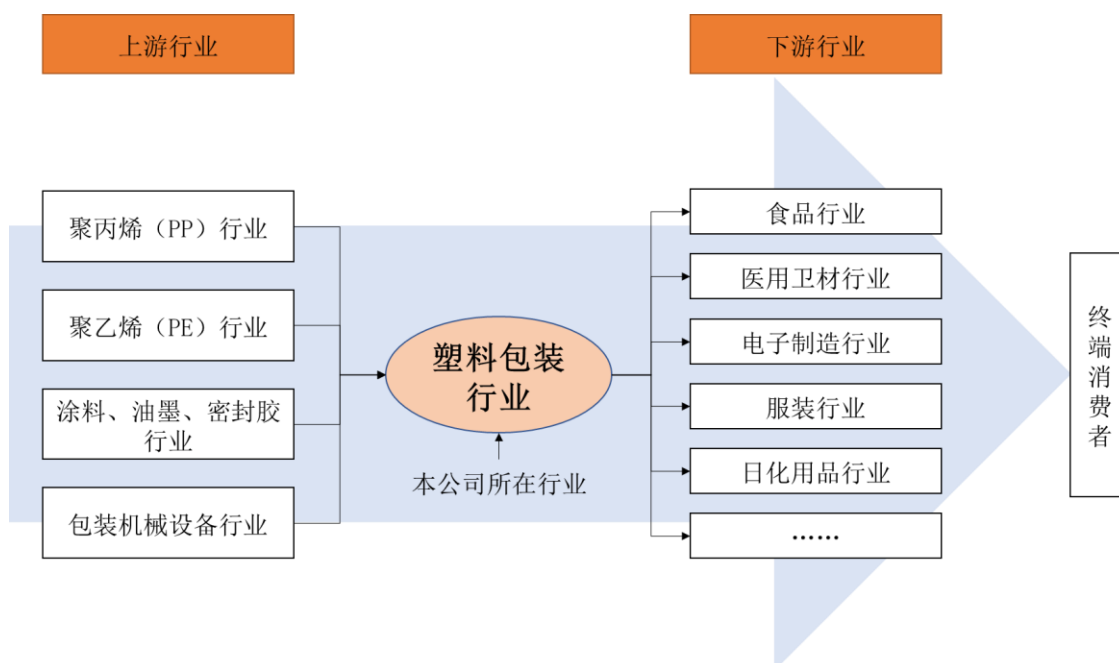 上游行业
下游行业
聚丙烯（PP）行业
聚乙烯（PE）行业
涂料、油墨、密封胶
行业
包装机械设备行业
塑料包装
行业
本公司所在行业
食品行业
医用卫材行业
电子制造行业
服装行业
日化用品行业
……
终端消费者